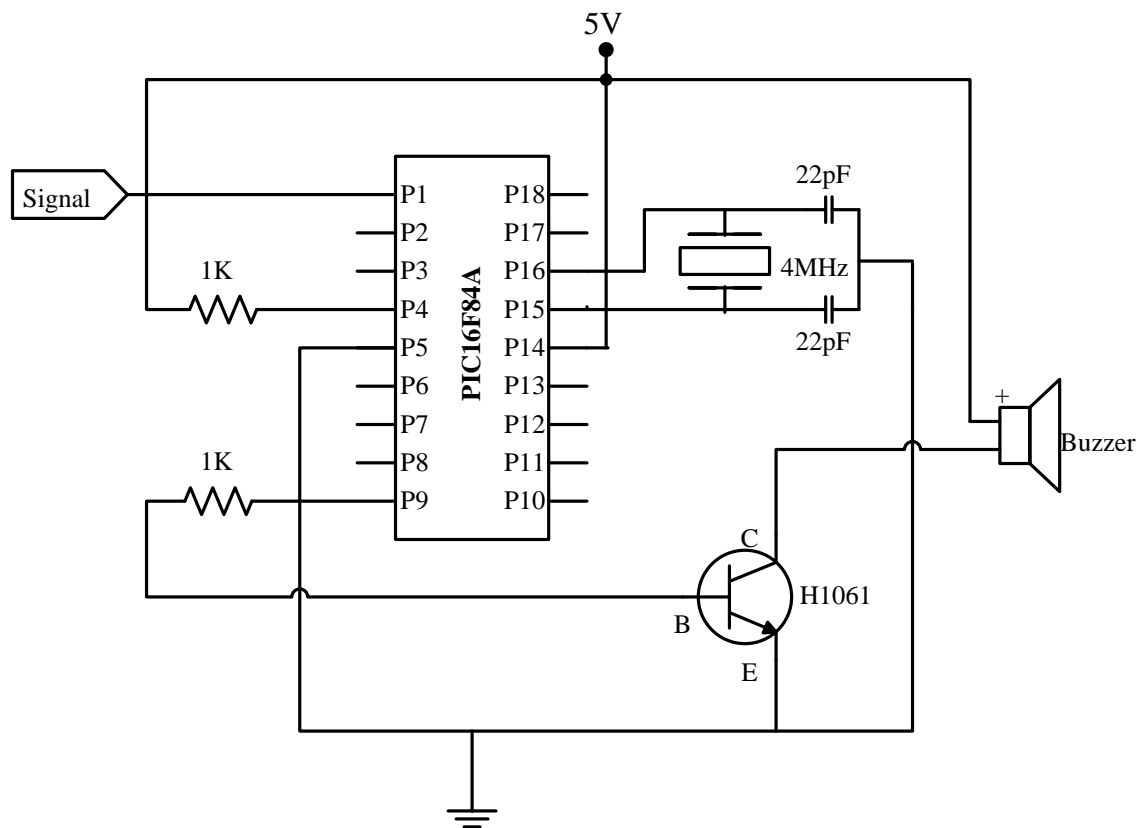 5V
Signal
P1
P2
P3
P4
P5
P6
P7
P8
P9
PIC16F84A
P18
P17
P16
P15
P14
P13
P12
P11
P10
1K
1K
22pF
4MHz
22pF
+
Buzzer
C
H1061
B
E